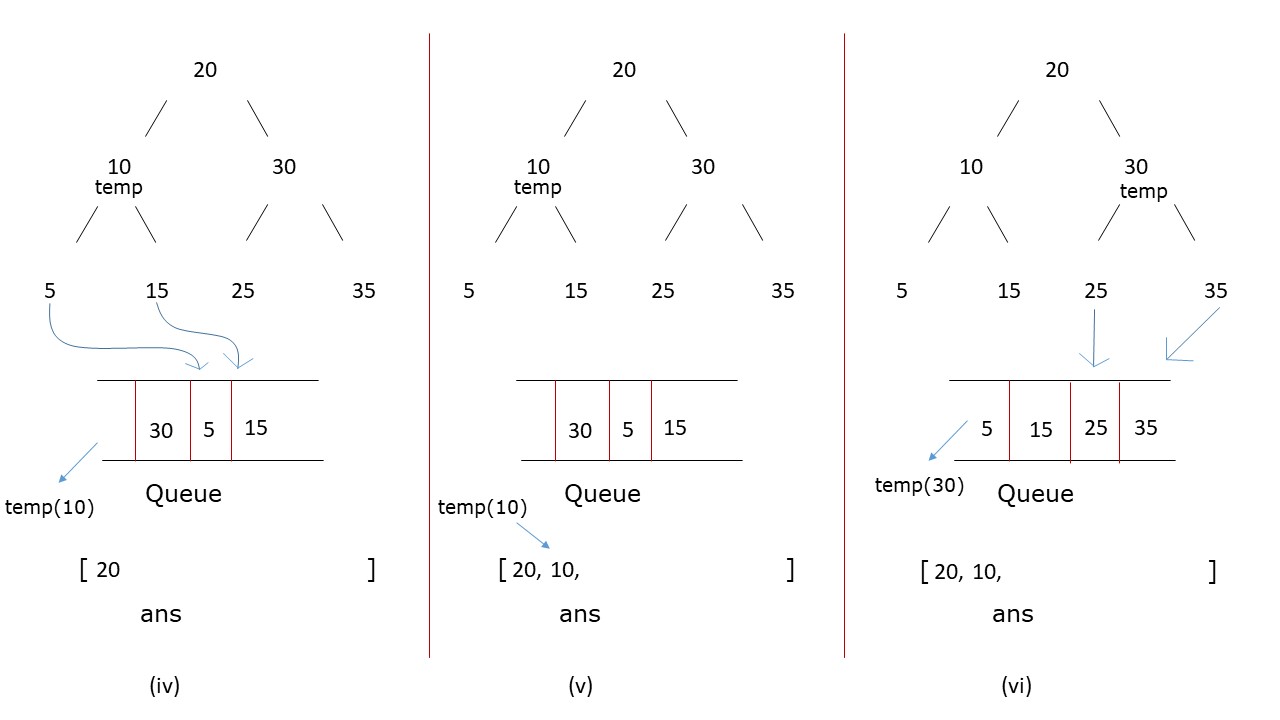 20
10 30
temp
5 15 25 35
30 5 15
temp(10)
Queue
[ 20 ]
ans
(iv)
20
10 30
temp
5 15 25 35
30 5 15
Queue
temp(10)
[ 20, 10, ]
ans
(v)
20
10 30
temp
5 15 25 35
5 15 25 35
temp(30)
Queue
[ 20, 10, ]
ans
(vi)